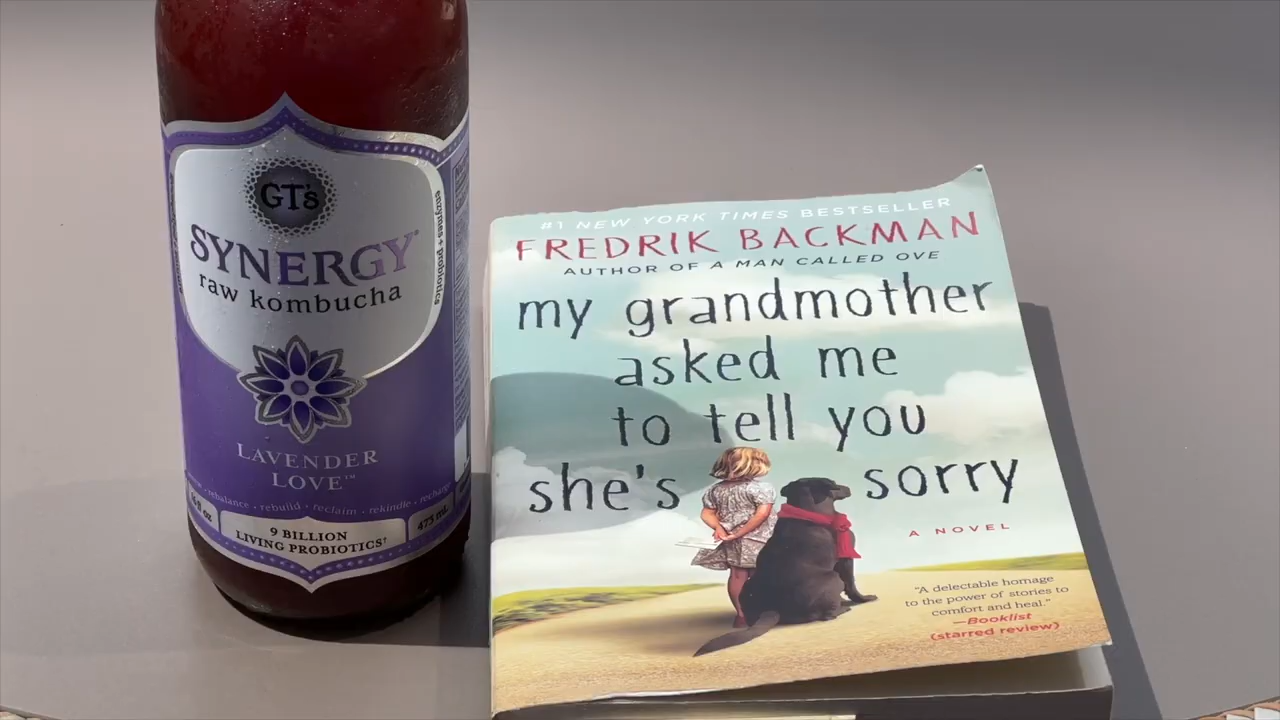 GT's
SYNERGY
raw kombucha
enzymes + probiotics
LAVENDER
LOVE™
rebalance • rebuild • reclaim • rekindle • recharge
fl oz
9 BILLION
LIVING PROBIOTICS†
473 mL
#1 NEW YORK TIMES BESTSELLER
FREDRIK BACKMAN
AUTHOR OF A MAN CALLED OVE
my grandmother
asked me
to tell you
she's sorry
A NOVEL
"A delectable homage
to the power of stories to
comfort and heal."
—Booklist
(starred review)